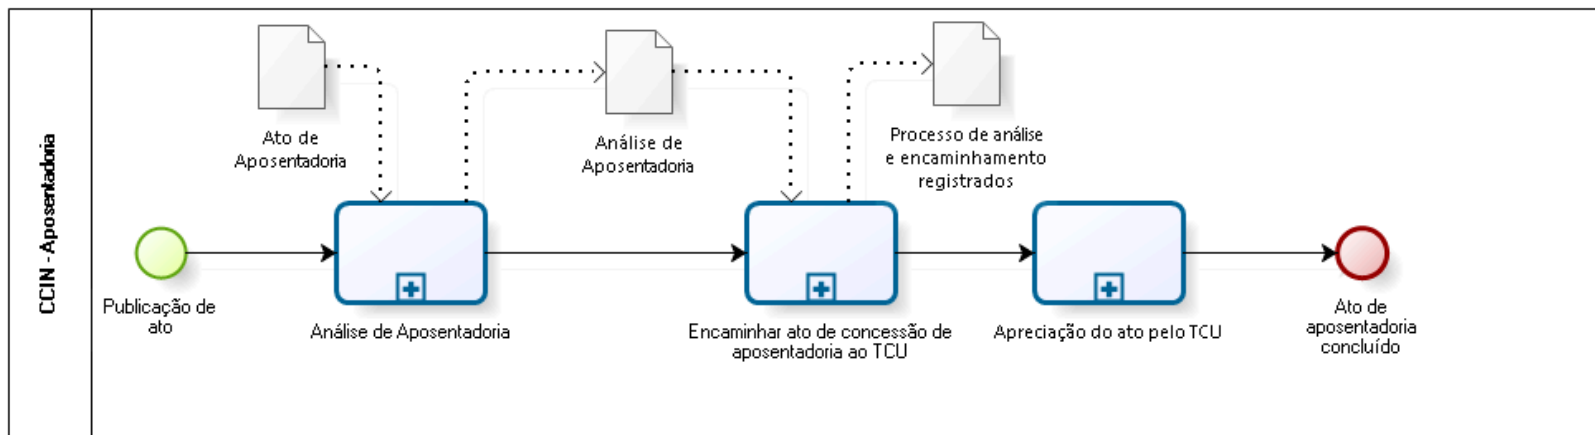 CCIN - Aposentadoria
Ato de
Aposentadoria
Análise de
Aposentadoria
Processo de análise
e encaminhamento
registrados
Publicação de
ato
Análise de Aposentadoria
Encaminhar ato de concessão de
aposentadoria ao TCU
Apreciação do ato pelo TCU
Ato de
aposentadoria
concluído